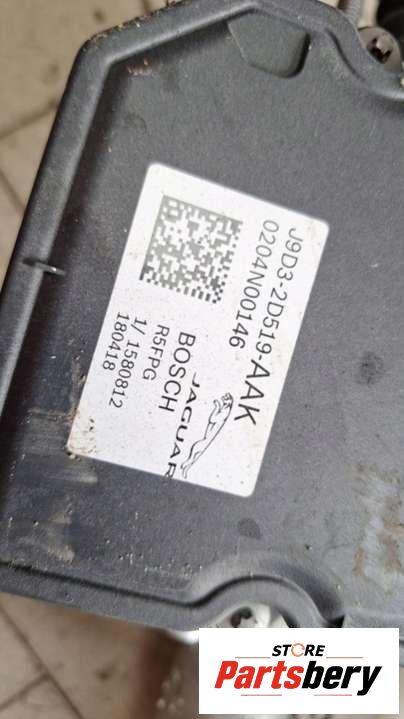 J9D3-2D519-AAK
0204N00146
JAGUAR
BOSCH
R5FPG
1/ 1580812
180418
STORE
Partsbery